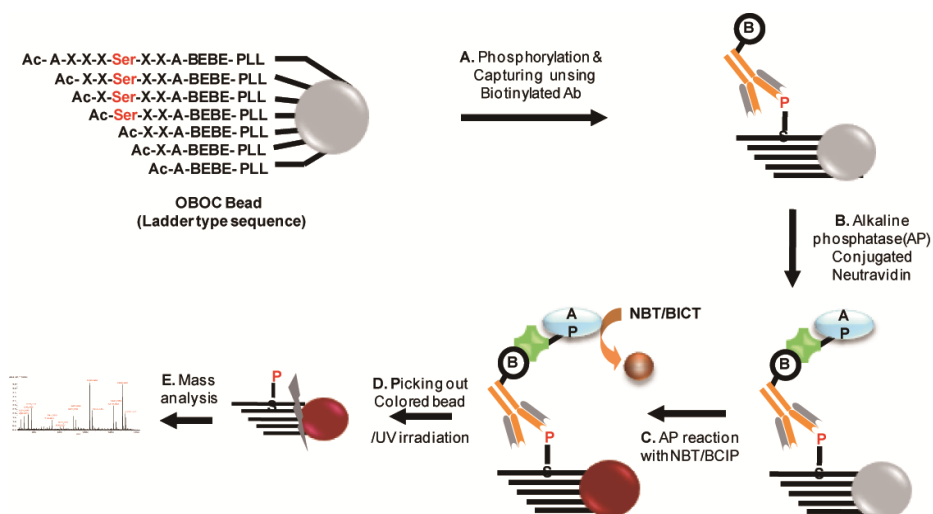 Ac- A-X-X-X-Ser-X-X-A-BEBE- PLL
Ac- X-X-Ser-X-X-A-BEBE- PLL
Ac-X-Ser-X-X-A-BEBE- PLL
Ac-Ser-X-X-A-BEBE- PLL
Ac-X-X-A-BEBE- PLL
Ac-X-A-BEBE- PLL
Ac-A-BEBE- PLL
OBOC Bead
(Ladder type sequence)
A. Phosphorylation &
Capturing unsing
Biotinylated Ab
B
P
S
B. Alkaline
phosphatase(AP)
Conjugated
Neutravidin
A
P
B
P
S
C. AP reaction
with NBT/BCIP
NBT/BICT
A
P
B
P
S
D. Picking out
Colored bead
/UV irradiation
P
S
E. Mass
analysis